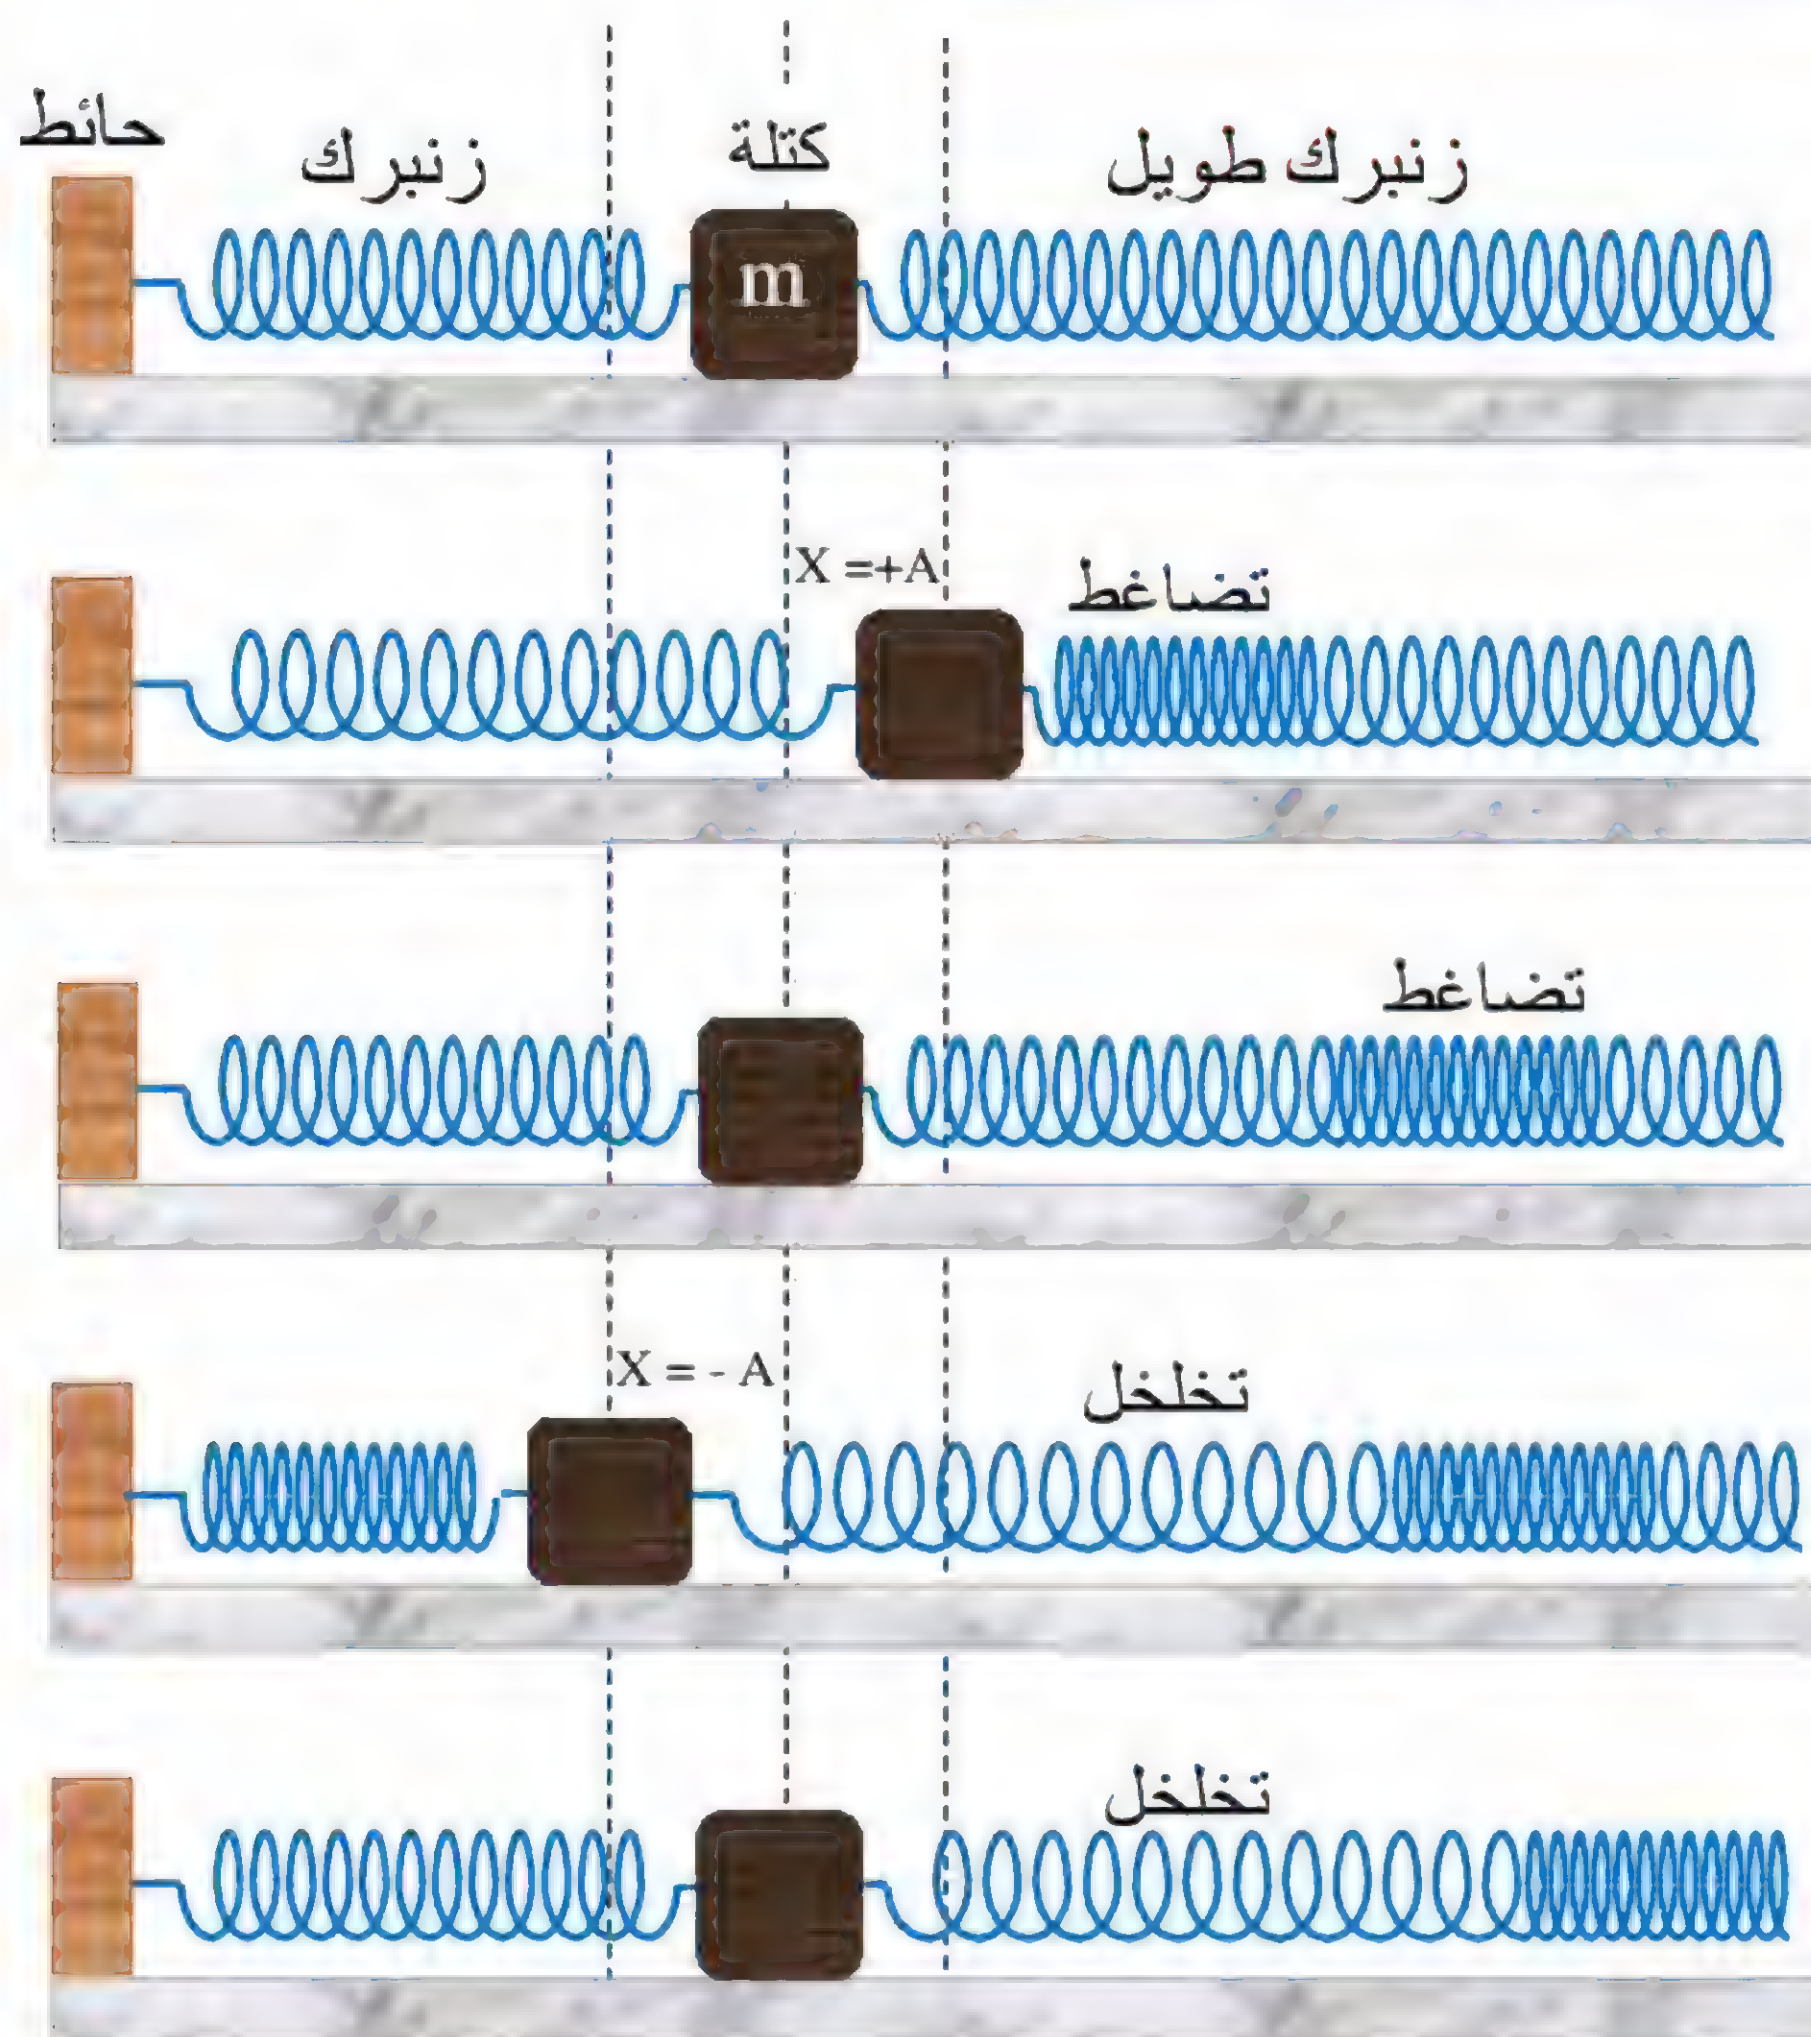 حائط
زنبرك
كتلة
زنبرك طويل
m
X =+A
تضاغط
تضاغط
X = - A
تخلخل
تخلخل